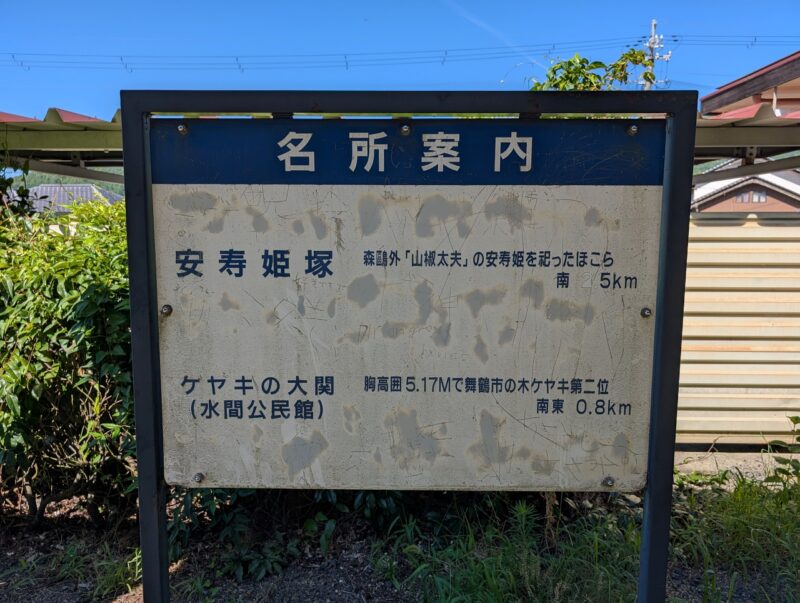 名所案内
安寿姫塚 森鷗外「山椒太夫」の安寿姫を祀ったほこら
南 5km
ケヤキの大関 胸高囲5.17Mで舞鶴市の木ケヤキ第二位
(水間公民館) 南東 0.8km